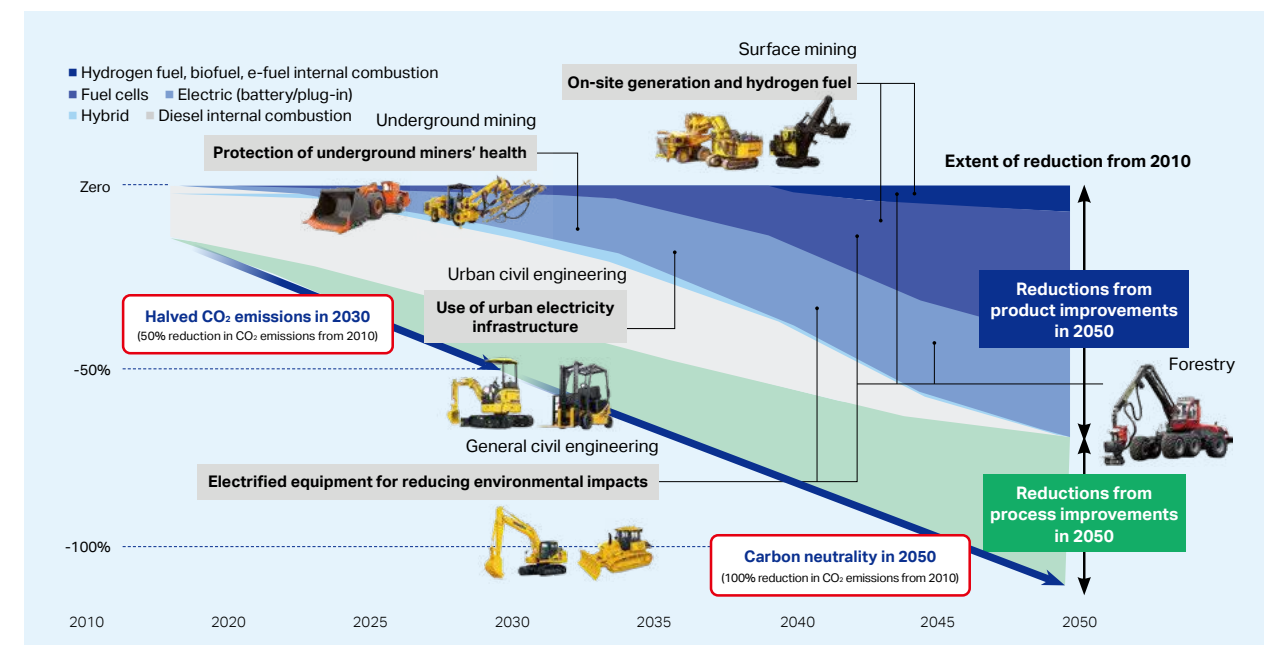 Surface mining
On-site generation and hydrogen fuel
Hydrogen fuel, biofuel, e-fuel internal combustion
Fuel cells Electric (battery/plug-in)
Hybrid Diesel internal combustion
Underground mining
Protection of underground miners’ health
Extent of reduction from 2010
Zero
Urban civil engineering
Use of urban electricity
infrastructure
Halved CO₂ emissions in 2030
(50% reduction in CO₂ emissions from 2010)
Reductions from
product improvements
in 2050
-50%
Forestry
General civil engineering
Electrified equipment for reducing environmental impacts
Reductions from
process improvements
in 2050
-100%
Carbon neutrality in 2050
(100% reduction in CO₂ emissions from 2010)
2010 2020 2025 2030 2035 2040 2045 2050